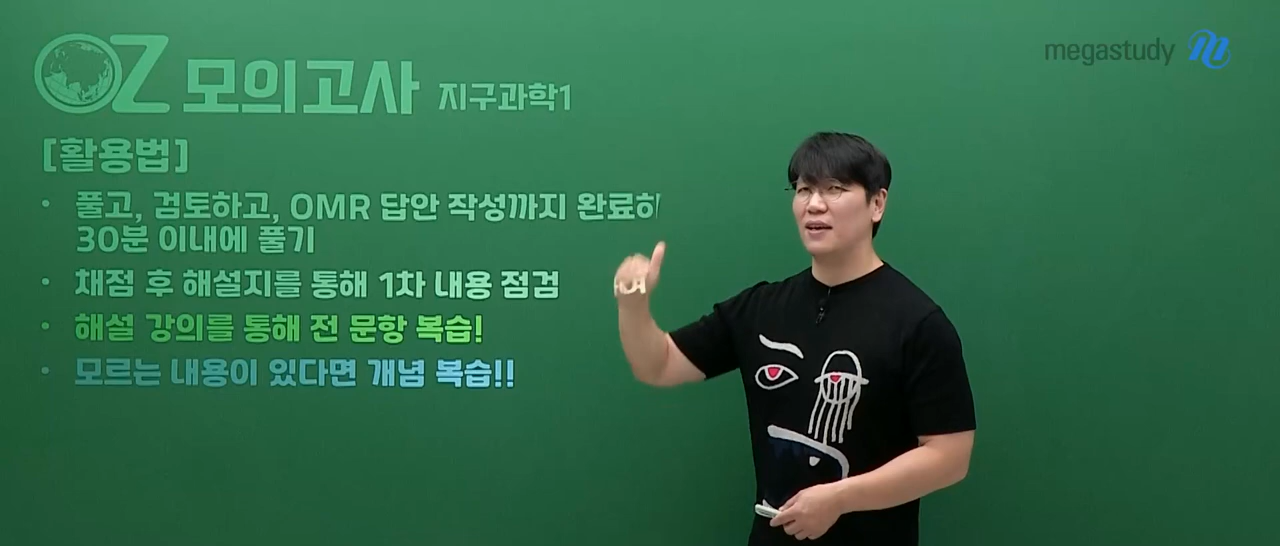 OZ 모의고사 지구과학1
megastudy
[활용법]
• 풀고, 검토하고, OMR 답안 작성까지
30분 이내에 풀기
• 채점 후 해설지를 통해 1차 내용 점검
• 해설 강의를 통해 전 문항 복습!
• 모르는 내용이 있다면 개념 복습!!